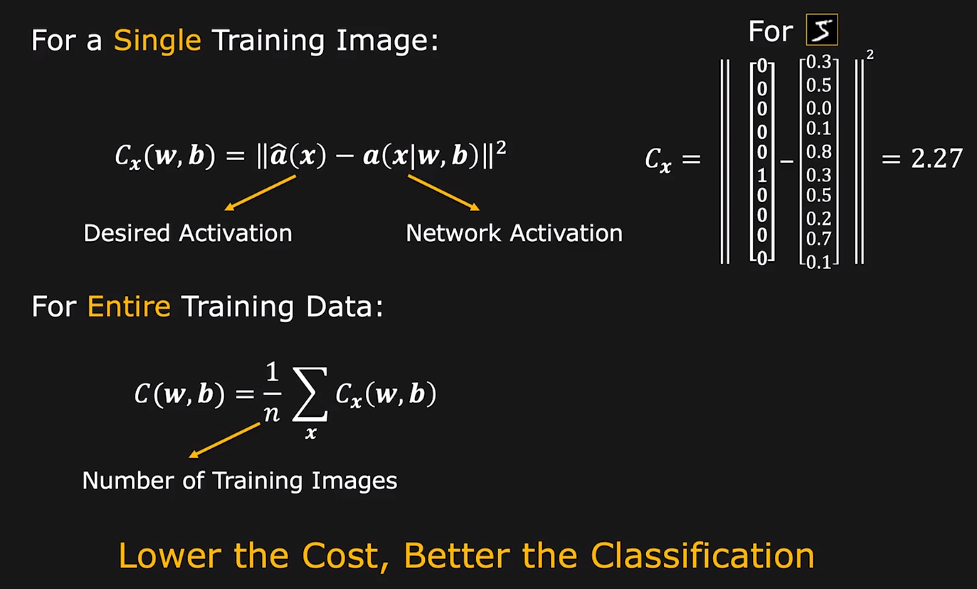 For a Single Training Image:
C_x(w, b) = ‖â(x) − a(x|w, b)‖²
Desired Activation
Network Activation
For 5
C_x = ‖ [0 0 0 0 0 1 0 0 0 0] − [0.3 0.5 0.0 0.1 0.8 0.3 0.5 0.2 0.7 0.1] ‖² = 2.27
For Entire Training Data:
C(w, b) = 1/n ∑_x C_x(w, b)
Number of Training Images
Lower the Cost, Better the Classification